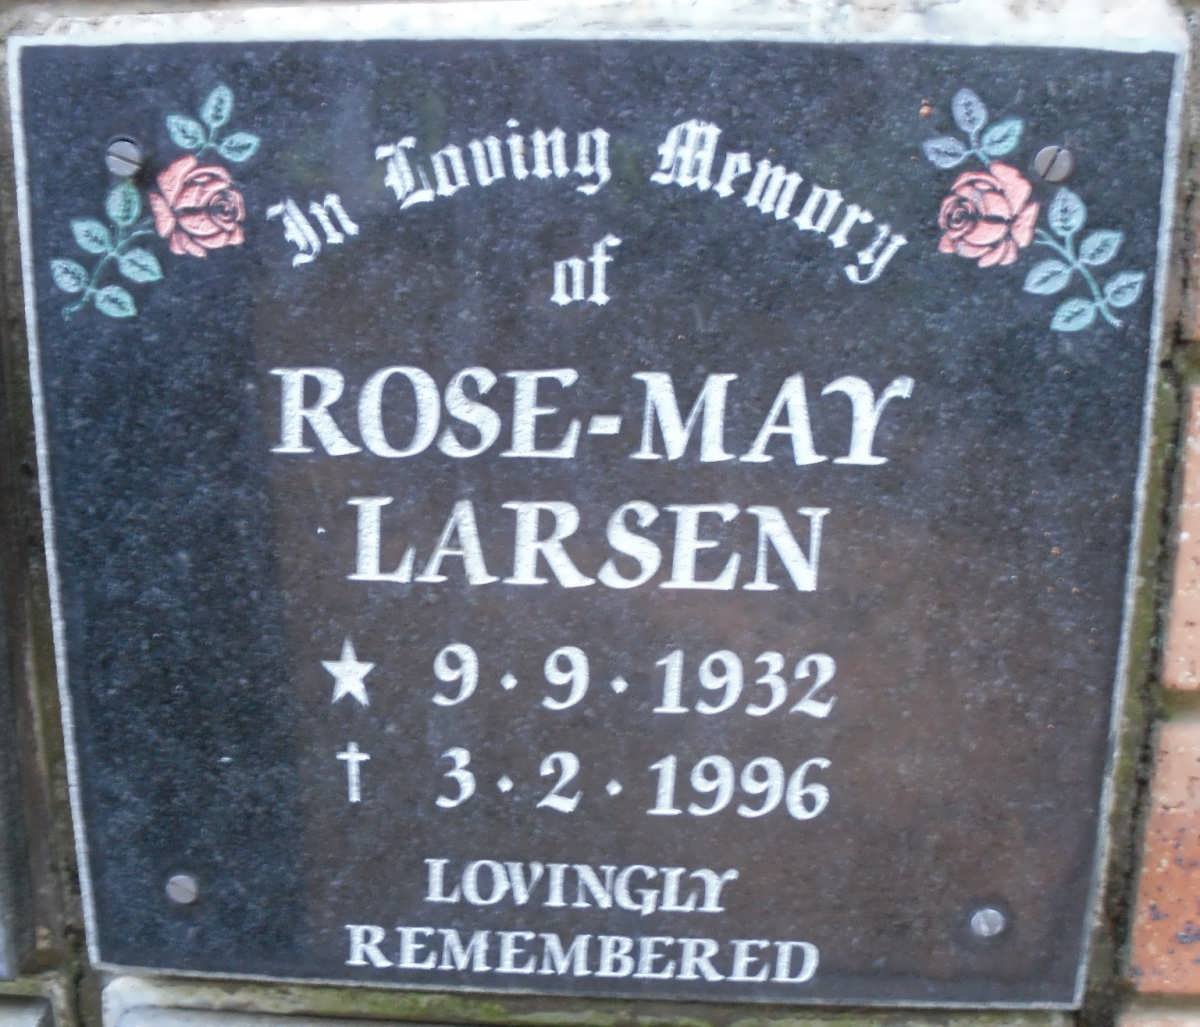 In Loving Memory
of
ROSE-MAY
LARSEN
★ 9·9·1932
† 3·2·1996
LOVINGLY
REMEMBERED